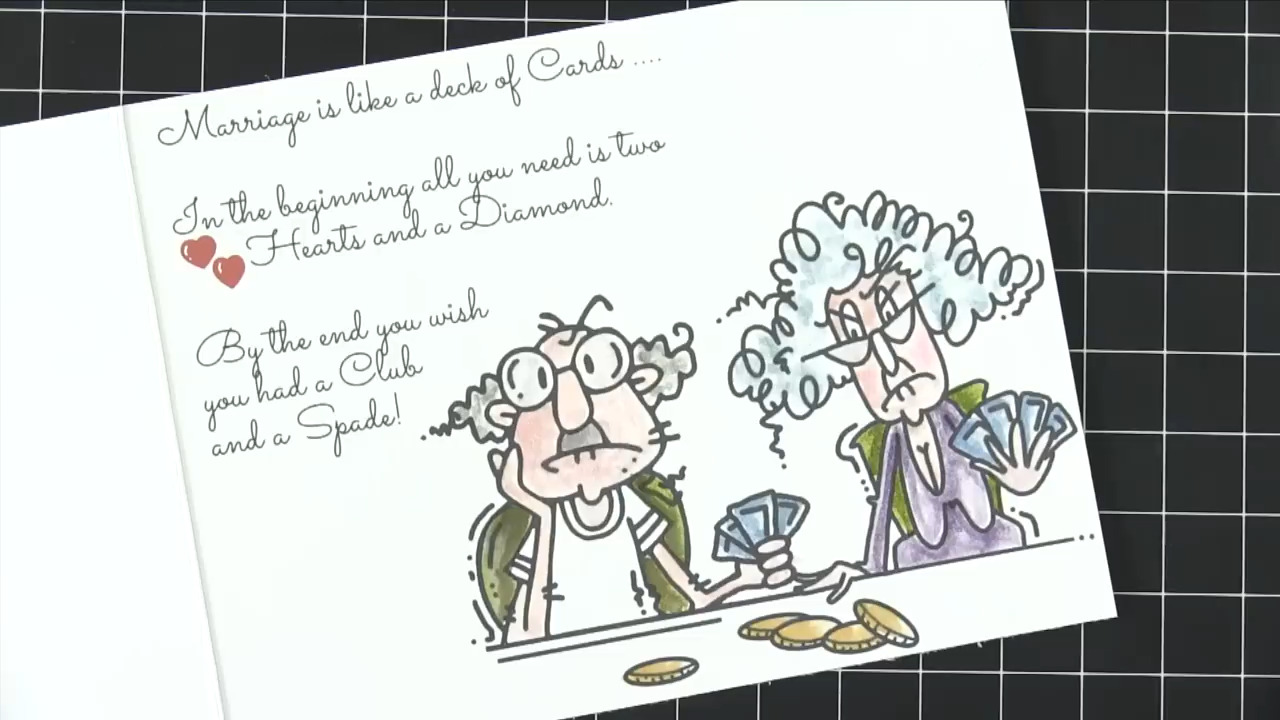 Marriage is like a deck of Cards ....
In the beginning all you need is two
Hearts and a Diamond.
By the end you wish
you had a Club
and a Spade!